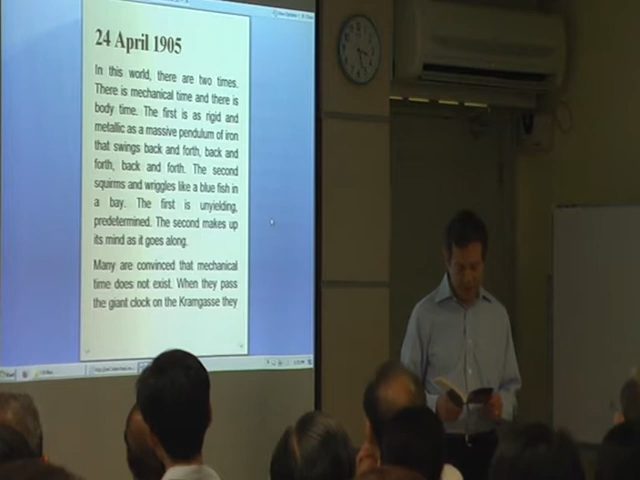 24 April 1905
In this world, there are two times.
There is mechanical time and there is
body time. The first is as rigid and
metallic as a massive pendulum of iron
that swings back and forth, back and
forth, back and forth. The second
squirms and wriggles like a blue fish in
a bay. The first is unyielding,
predetermined. The second makes up
its mind as it goes along.
Many are convinced that mechanical
time does not exist. When they pass
the giant clock on the Kramgasse they